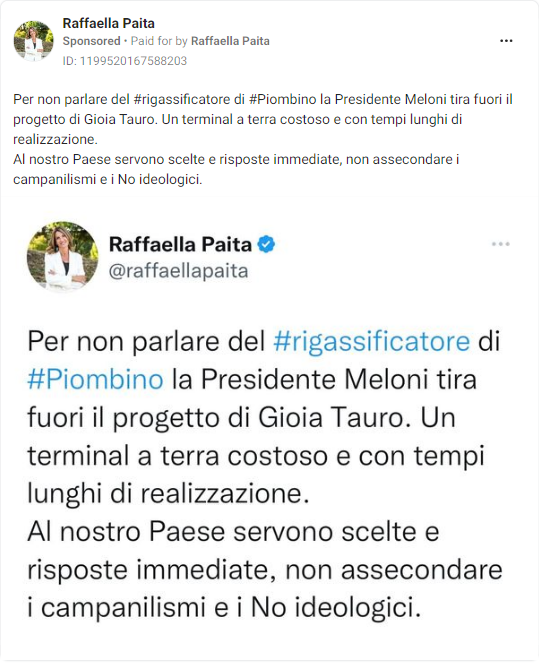 Raffaella Paita
Sponsored • Paid for by Raffaella Paita
ID: 1199520167588203
Per non parlare del #rigassificatore di #Piombino la Presidente Meloni tira fuori il
progetto di Gioia Tauro. Un terminal a terra costoso e con tempi lunghi di
realizzazione.
Al nostro Paese servono scelte e risposte immediate, non assecondare i
campanilismi e i No ideologici.
Raffaella Paita
@raffaellapaita
Per non parlare del #rigassificatore di
#Piombino la Presidente Meloni tira
fuori il progetto di Gioia Tauro. Un
terminal a terra costoso e con tempi
lunghi di realizzazione.
Al nostro Paese servono scelte e
risposte immediate, non assecondare
i campanilismi e i No ideologici.